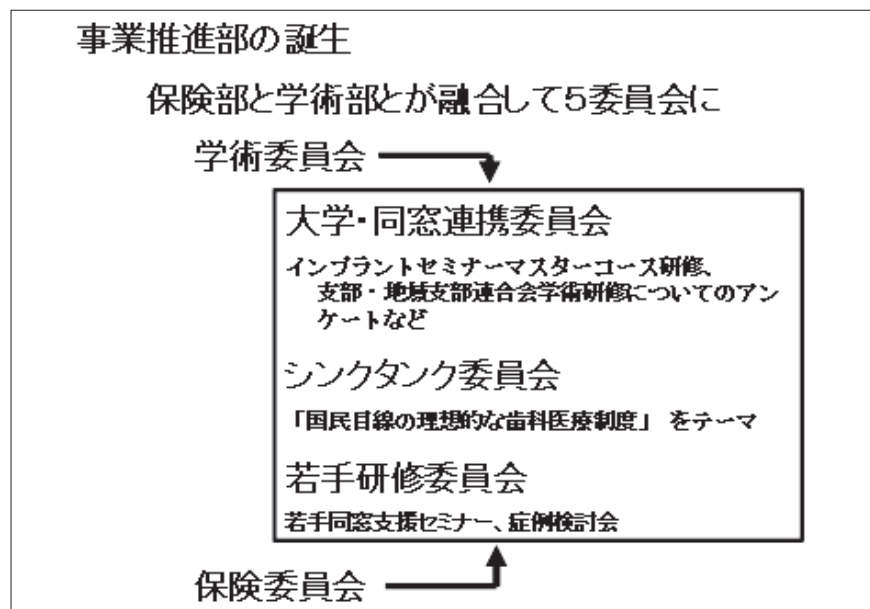 事業推進部の誕生
保険部と学術部とが融合して5委員会に
学術委員会
大学・同窓連携委員会
インプラントセミナーマスターコース研修、
支部・地域支部連合会学術研修についてのアン
ケートなど
シンクタンク委員会
「国民目線の理想的な歯科医療制度」 をテーマ
若手研修委員会
若手同窓支援セミナー、症例検討会
保険委員会